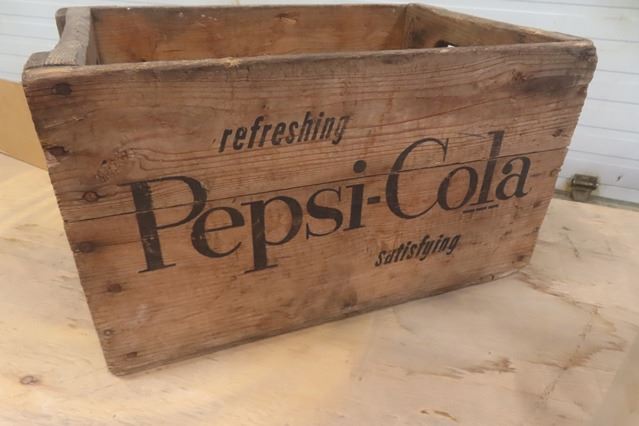 refreshing
Pepsi-Cola
satisfying